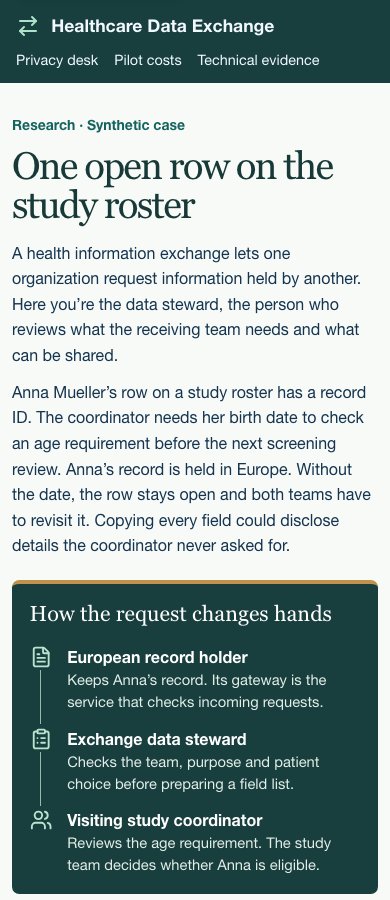 Healthcare Data Exchange
Privacy desk Pilot costs Technical evidence
Research · Synthetic case
One open row on the
study roster
A health information exchange lets one
organization request information held by another.
Here you’re the data steward, the person who
reviews what the receiving team needs and what
can be shared.
Anna Mueller’s row on a study roster has a record
ID. The coordinator needs her birth date to check
an age requirement before the next screening
review. Anna’s record is held in Europe. Without
the date, the row stays open and both teams have
to revisit it. Copying every field could disclose
details the coordinator never asked for.
How the request changes hands
European record holder
Keeps Anna’s record. Its gateway is the
service that checks incoming requests.
Exchange data steward
Checks the team, purpose and patient
choice before preparing a field list.
Visiting study coordinator
Reviews the age requirement. The study
team decides whether Anna is eligible.